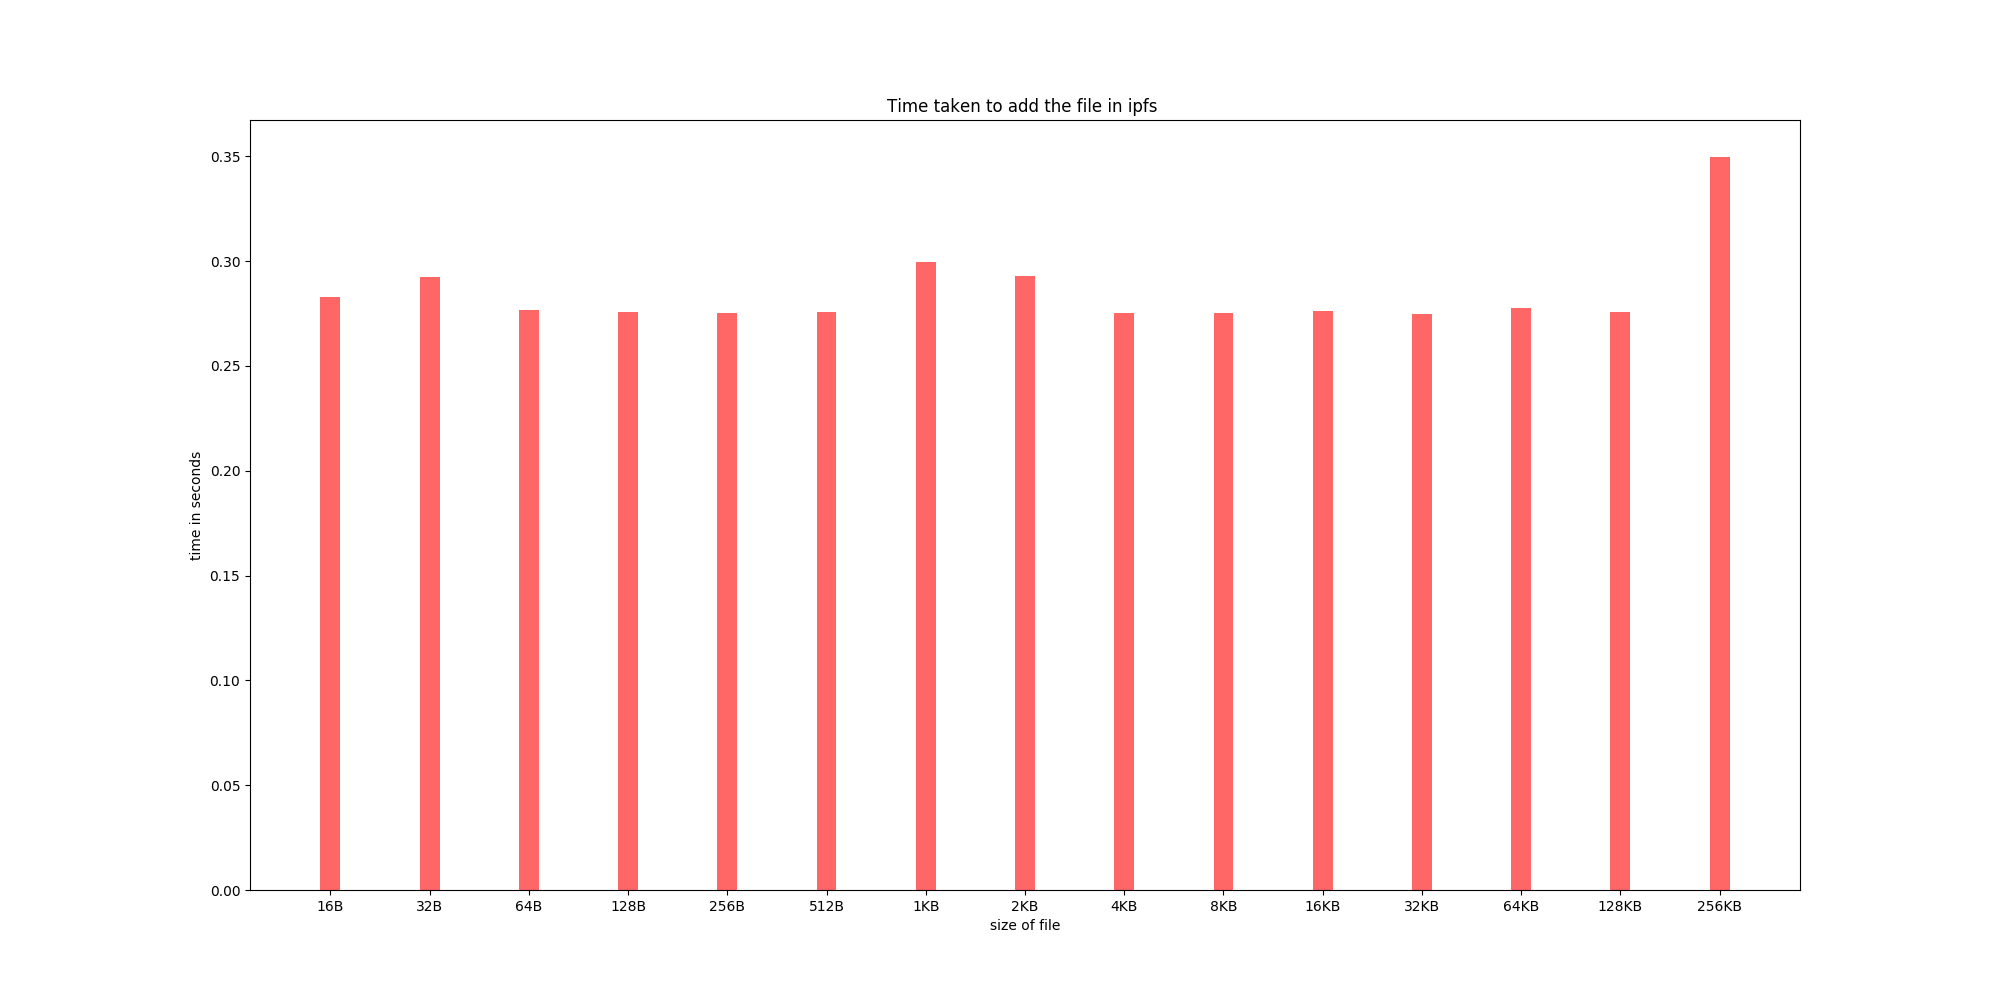 Time taken to add the file in ipfs
0.35
0.30
0.25
0.20
0.15
0.10
0.05
0.00
time in seconds
16B 32B 64B 128B 256B 512B 1KB 2KB 4KB 8KB 16KB 32KB 64KB 128KB 256KB
size of file